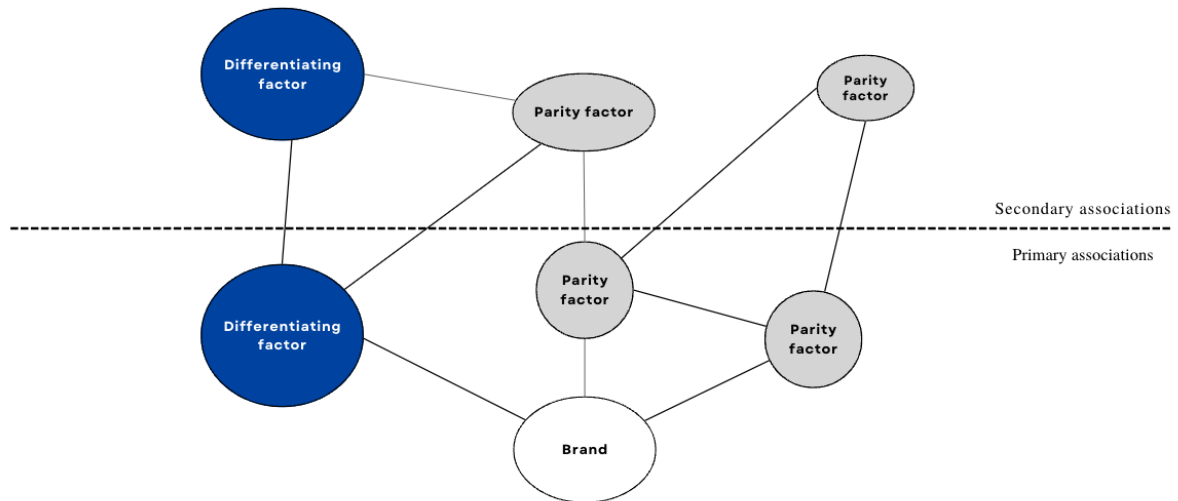 Differentiating
factor
Parity factor
Parity
factor
Secondary associations
Primary associations
Differentiating
factor
Parity
factor
Parity
factor
Brand